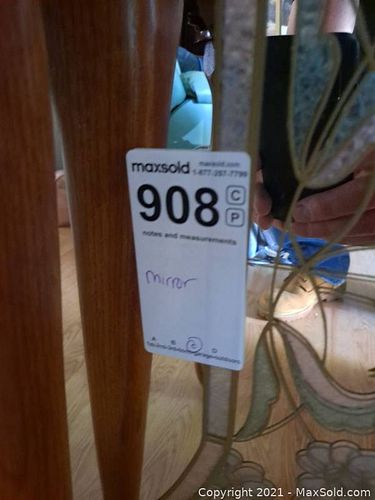 maxsold maxsold.com
1-877-257-7799
908 C
P
notes and measurements
mirror
A B C D
Copyright © 2021 - MaxSold.com